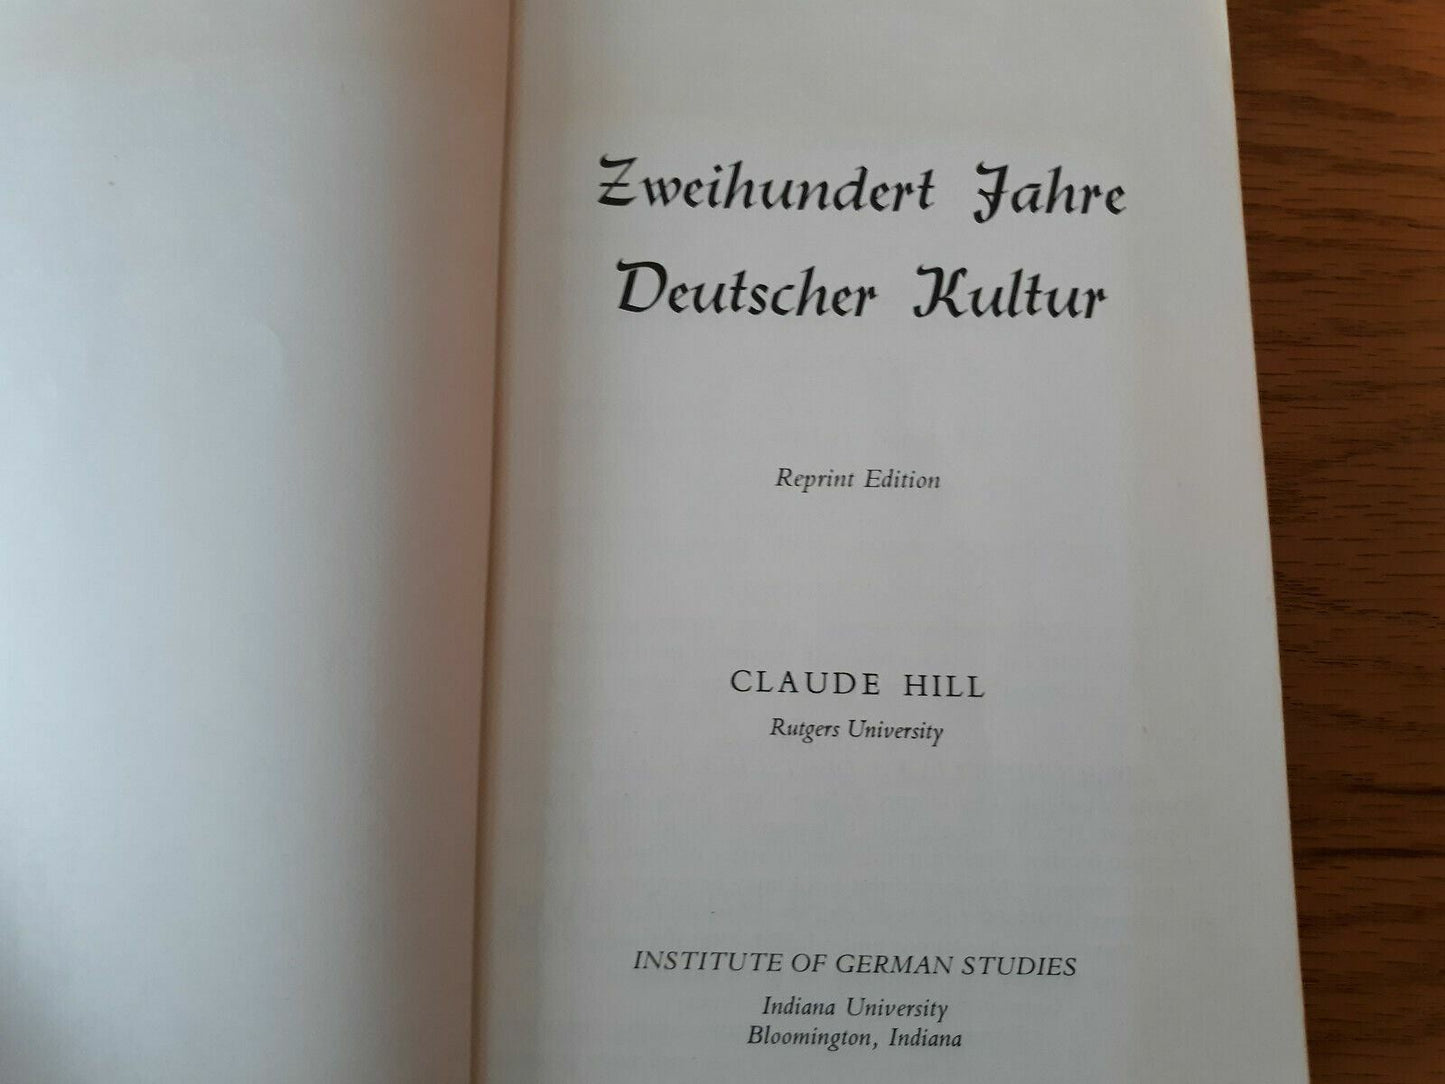 Zweihundert Jahre
Deutscher Kultur
Reprint Edition
CLAUDE HILL
Rutgers University
INSTITUTE OF GERMAN STUDIES
Indiana University
Bloomington, Indiana